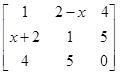 [ 1 2−x 4 ]
[ x+2 1 5 ]
[ 4 5 0 ]